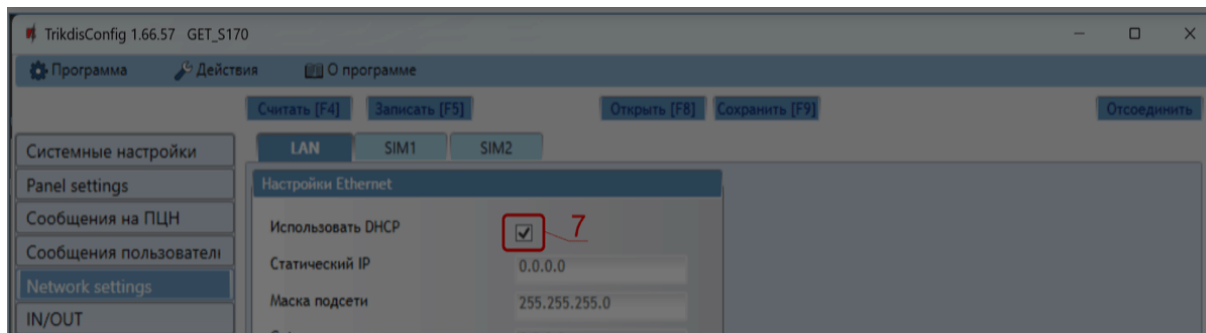 TrikdisConfig 1.66.57 GET_S170
Программа Действия О программе
Считать [F4] Записать [F5] Открыть [F8] Сохранить [F9] Отсоединить
Системные настройки
LAN SIM1 SIM2
Panel settings
Настройки Ethernet
Сообщения на ПЦН
Использовать DHCP
7
Сообщения пользователı
Статический IP
0.0.0.0
Network settings
Маска подсети
255.255.255.0
IN/OUT